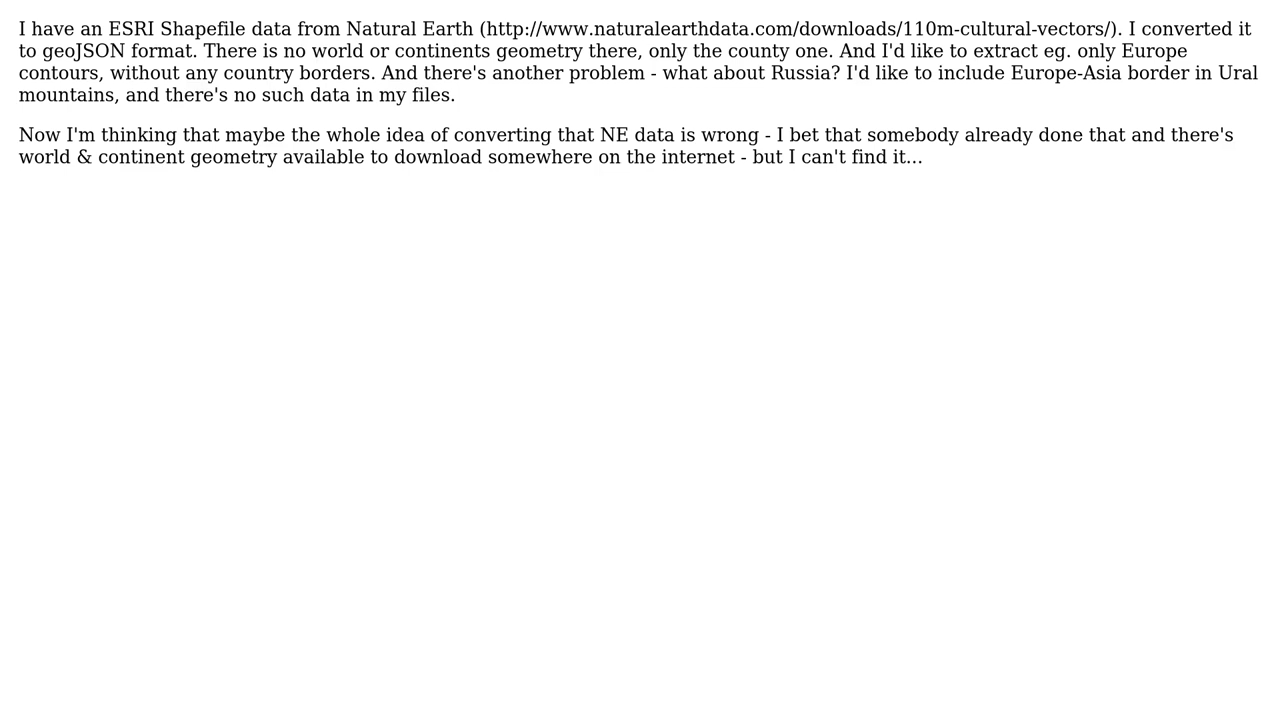 I have an ESRI Shapefile data from Natural Earth (http://www.naturalearthdata.com/downloads/110m-cultural-vectors/). I converted it
to geoJSON format. There is no world or continents geometry there, only the county one. And I'd like to extract eg. only Europe
contours, without any country borders. And there's another problem - what about Russia? I'd like to include Europe-Asia border in Ural
mountains, and there's no such data in my files.
Now I'm thinking that maybe the whole idea of converting that NE data is wrong - I bet that somebody already done that and there's
world & continent geometry available to download somewhere on the internet - but I can't find it...